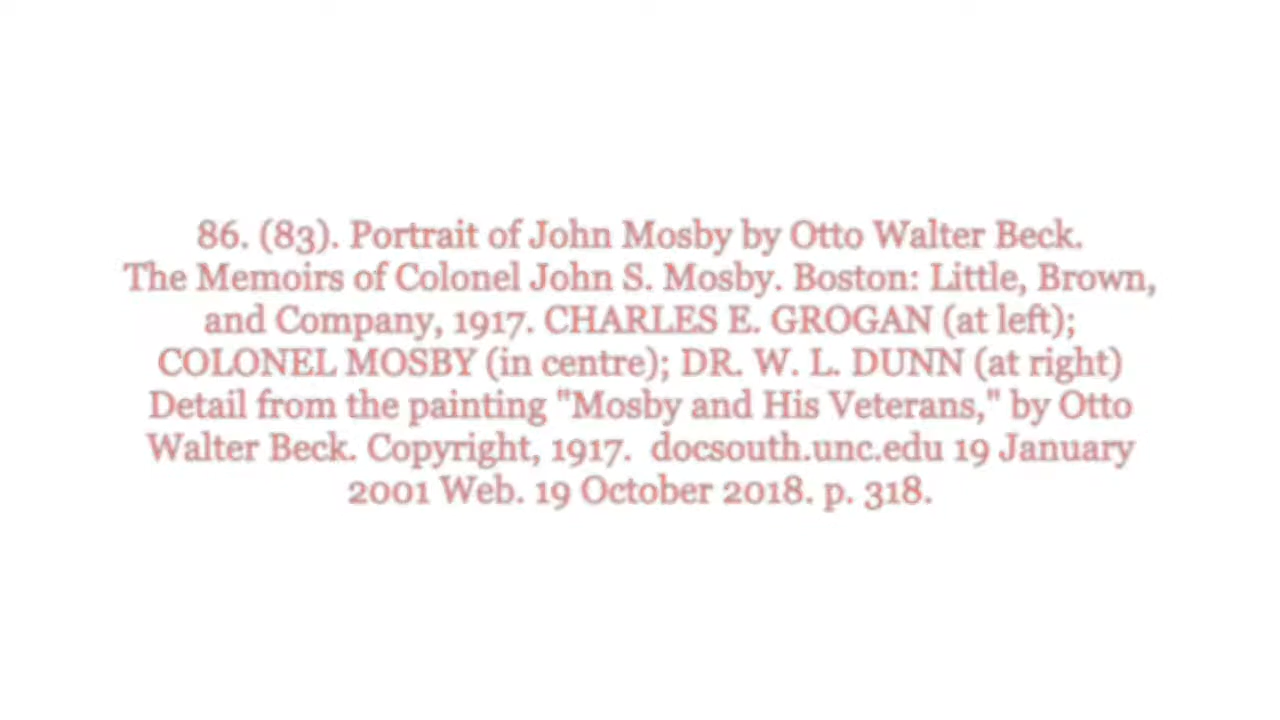 86. (83). Portrait of John Mosby by Otto Walter Beck.
The Memoirs of Colonel John S. Mosby. Boston: Little, Brown,
and Company, 1917. CHARLES E. GROGAN (at left);
COLONEL MOSBY (in centre); DR. W. L. DUNN (at right)
Detail from the painting "Mosby and His Veterans," by Otto
Walter Beck. Copyright, 1917.  docsouth.unc.edu 19 January
2001 Web. 19 October 2018. p. 318.